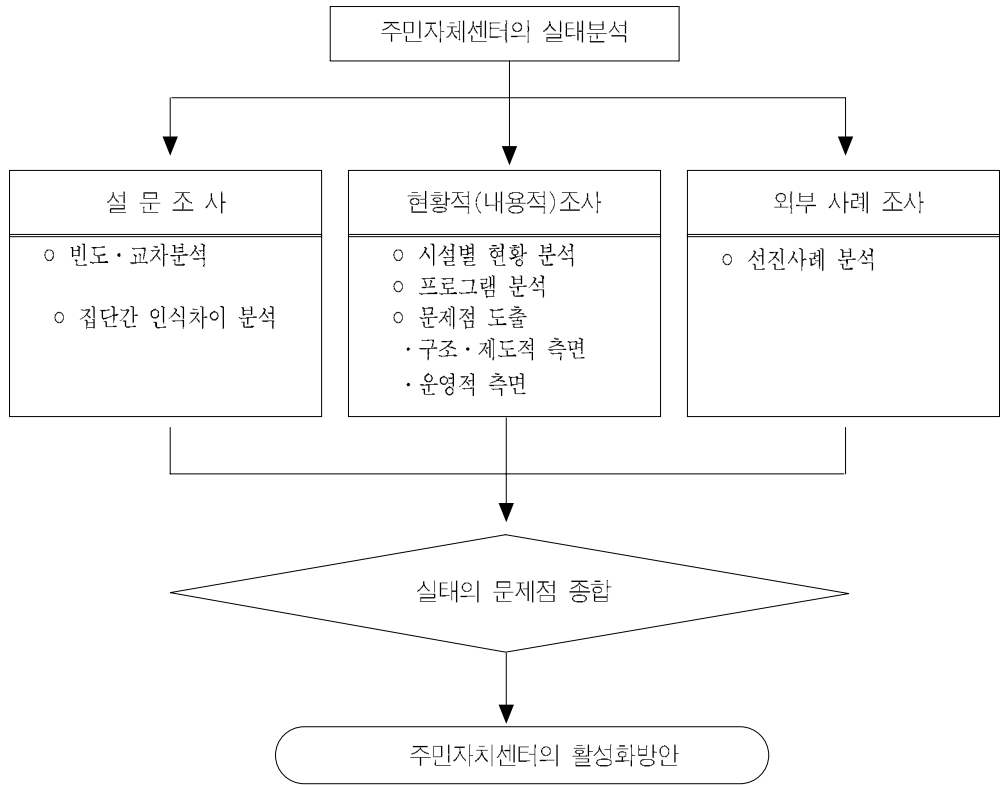 주민자체센터의 실태분석
설 문 조 사
○ 빈도·교차분석
○ 집단간 인식차이 분석
현황적(내용적)조사
○ 시설별 현황 분석
○ 프로그램 분석
○ 문제점 도출
·구조·제도적 측면
·운영적 측면
외부 사례 조사
○ 선진사례 분석
실태의 문제점 종합
주민자치센터의 활성화방안